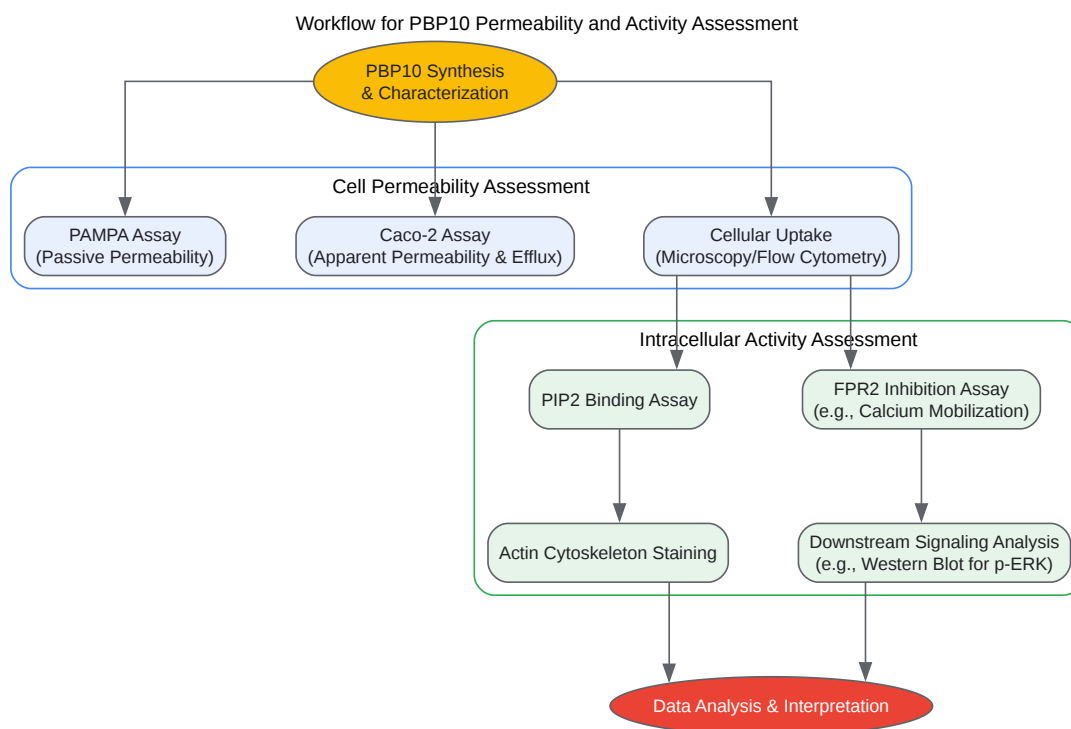 Workflow for PBP10 Permeability and Activity Assessment
PBP10 Synthesis
& Characterization
Cell Permeability Assessment
PAMPA Assay
(Passive Permeability)
Caco-2 Assay
(Apparent Permeability & Efflux)
Cellular Uptake
(Microscopy/Flow Cytometry)
Intracellular Activity Assessment
PIP2 Binding Assay
FPR2 Inhibition Assay
(e.g., Calcium Mobilization)
Actin Cytoskeleton Staining
Downstream Signaling Analysis
(e.g., Western Blot for p-ERK)
Data Analysis & Interpretation